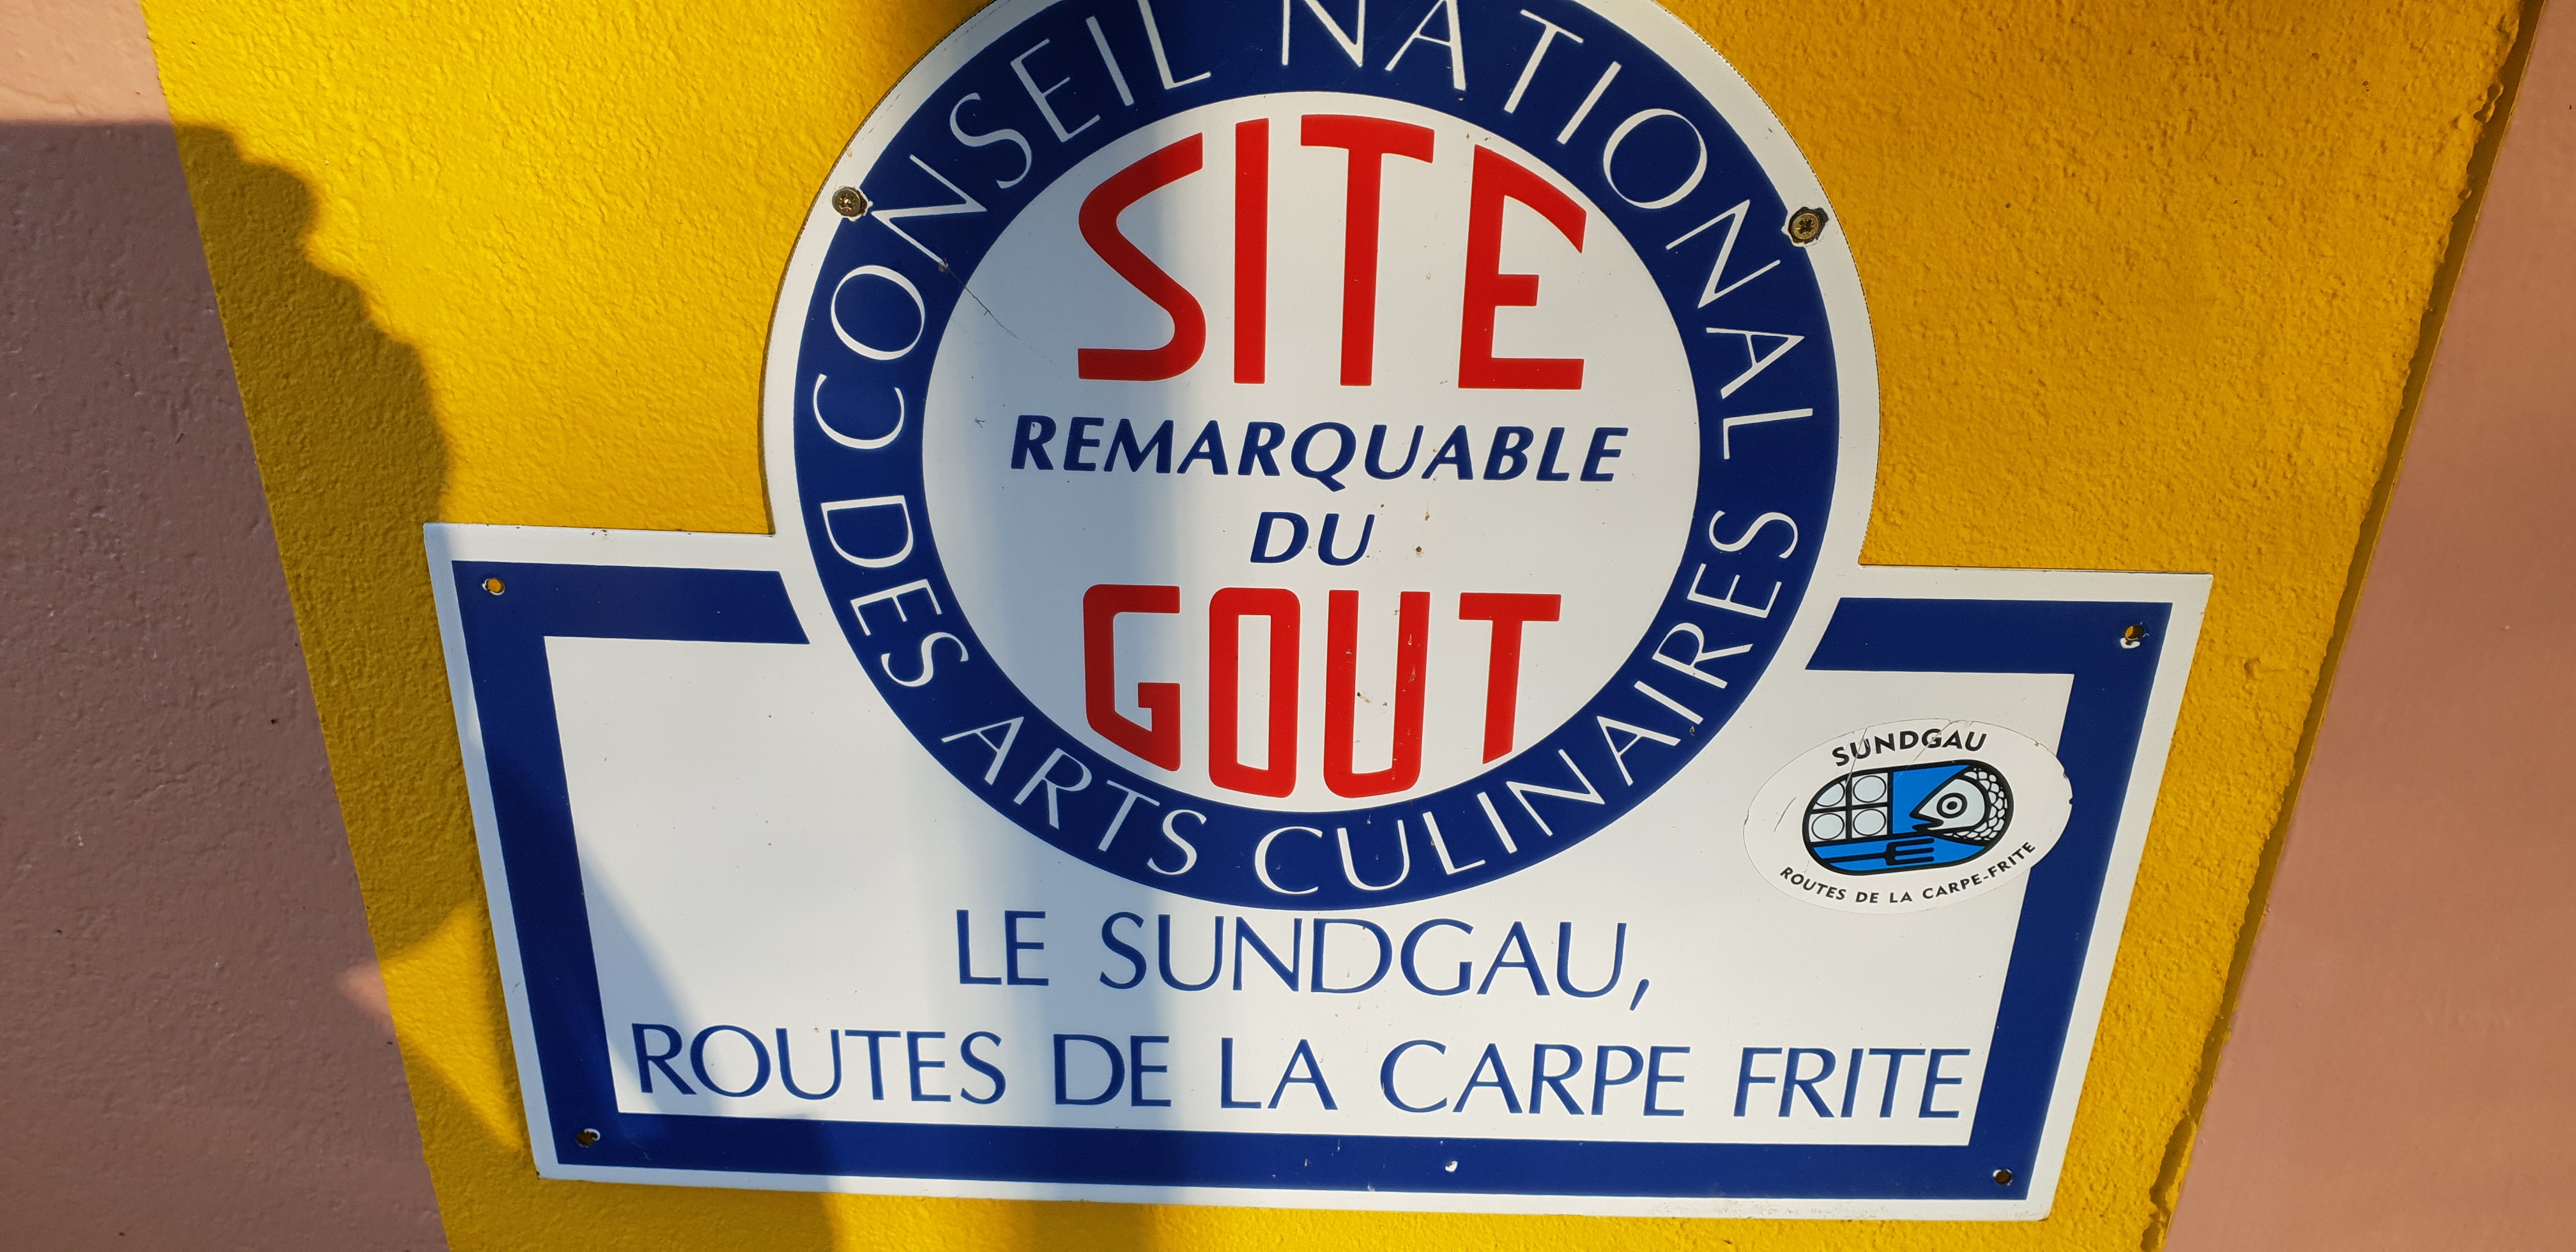 CONSEIL NATIONAL
DES ARTS CULINAIRES
SITE
REMARQUABLE
DU
GOUT
SUNDGAU
ROUTES DE LA CARPE-FRITE
LE SUNDGAU,
ROUTES DE LA CARPE FRITE